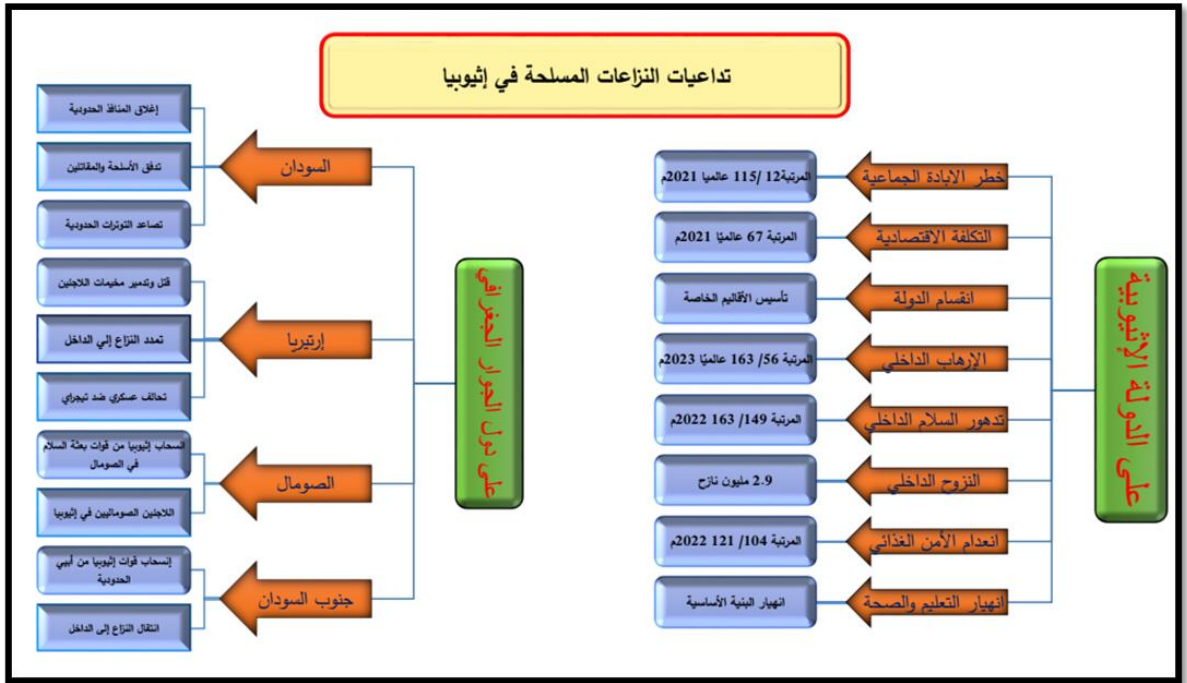 تداعيات النزاعات المسلحة في إثيوبيا
على الدولة الإثيوبية
خطر الابادة الجماعية
المرتبة12 /115 عالميا 2021م
التكلفة الاقتصادية
المرتبة 67 عالميًا 2021م
انقسام الدولة
تأسيس الأقاليم الخاصة
الإرهاب الداخلي
المرتبة 56/ 163 عالميًا 2023م
تدهور السلام الداخلي
المرتبة 149/ 163 2022م
النزوح الداخلي
2.9 مليون نازح
انعدام الأمن الغذائي
المرتبة 104/ 121 2022م
انهيار التعليم والصحة
انهيار البنية الأساسية
على دول الجوار الجغرافي
السودان
إغلاق المنافذ الحدودية
تدفق الأسلحة والمقاتلين
تصاعد التوترات الحدودية
إرتيريا
قتل وتدمير مخيمات اللاجئين
تمدد النزاع إلي الداخل
تحالف عسكري ضد تيجراي
الصومال
انسحاب إثيوبيا من قوات بعثة السلام
في الصومال
اللاجئين الصوماليين في إثيوبيا
جنوب السودان
إنسحاب قوات إثيوبيا من أبيي
الحدودية
انتقال النزاع إلى الداخل